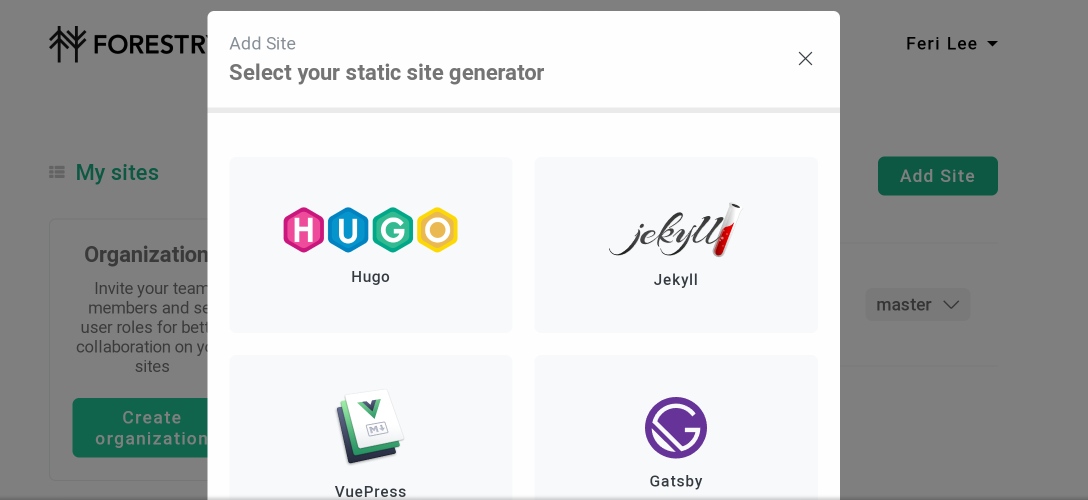 FORESTRY
Add Site
Select your static site generator
Feri Lee
My sites
Add Site
Organization
Invite your team
members and se
user roles for bett
collaboration on yo
sites
Create
organization
HUGO
Hugo
jekyll
Jekyll
master
V
M
VuePress
G
Gatsby